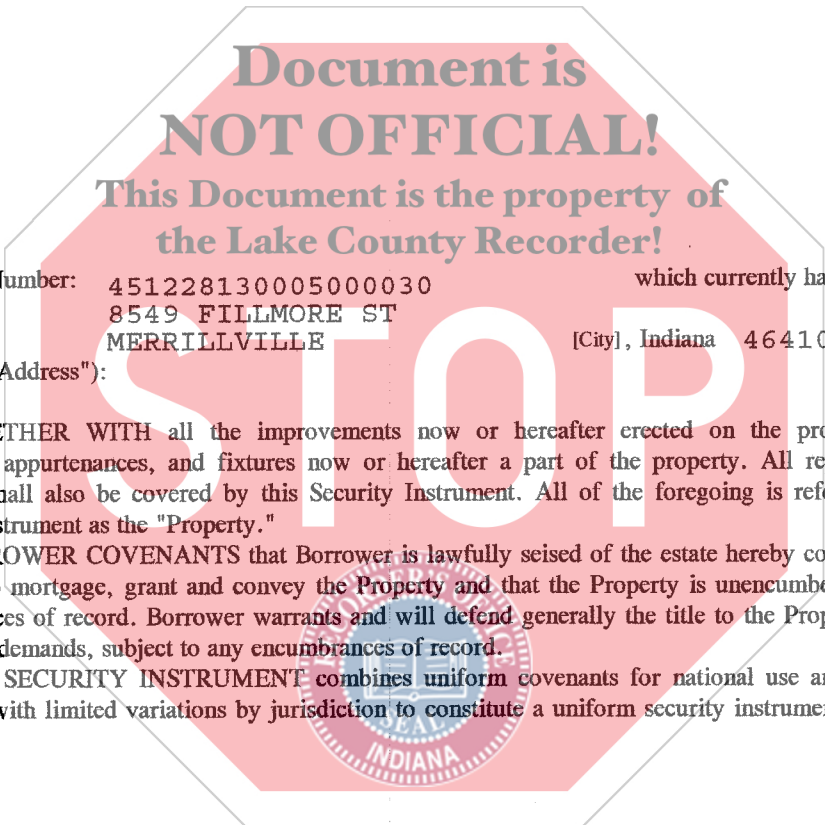 Document is
NOT OFFICIAL!
This Document is the property of
the Lake County Recorder!
Number: 451228130005000030 which currently ha
8549 FILLMORE ST
MERRILLVILLE [City], Indiana 46410
Address"):
STOP
ETHER WITH all the improvements now or hereafter erected on the pro
appurtenances, and fixtures now or hereafter a part of the property. All re
hall also be covered by this Security Instrument. All of the foregoing is refe
strument as the "Property."
ROWER COVENANTS that Borrower is lawfully seised of the estate hereby co
mortgage, grant and convey the Property and that the Property is unencumbe
ces of record. Borrower warrants and will defend generally the title to the Prop
demands, subject to any encumbrances of record.
SECURITY INSTRUMENT combines uniform covenants for national use an
with limited variations by jurisdiction to constitute a uniform security instrumen
RECORDER'S OFFICE
SEAL
INDIANA